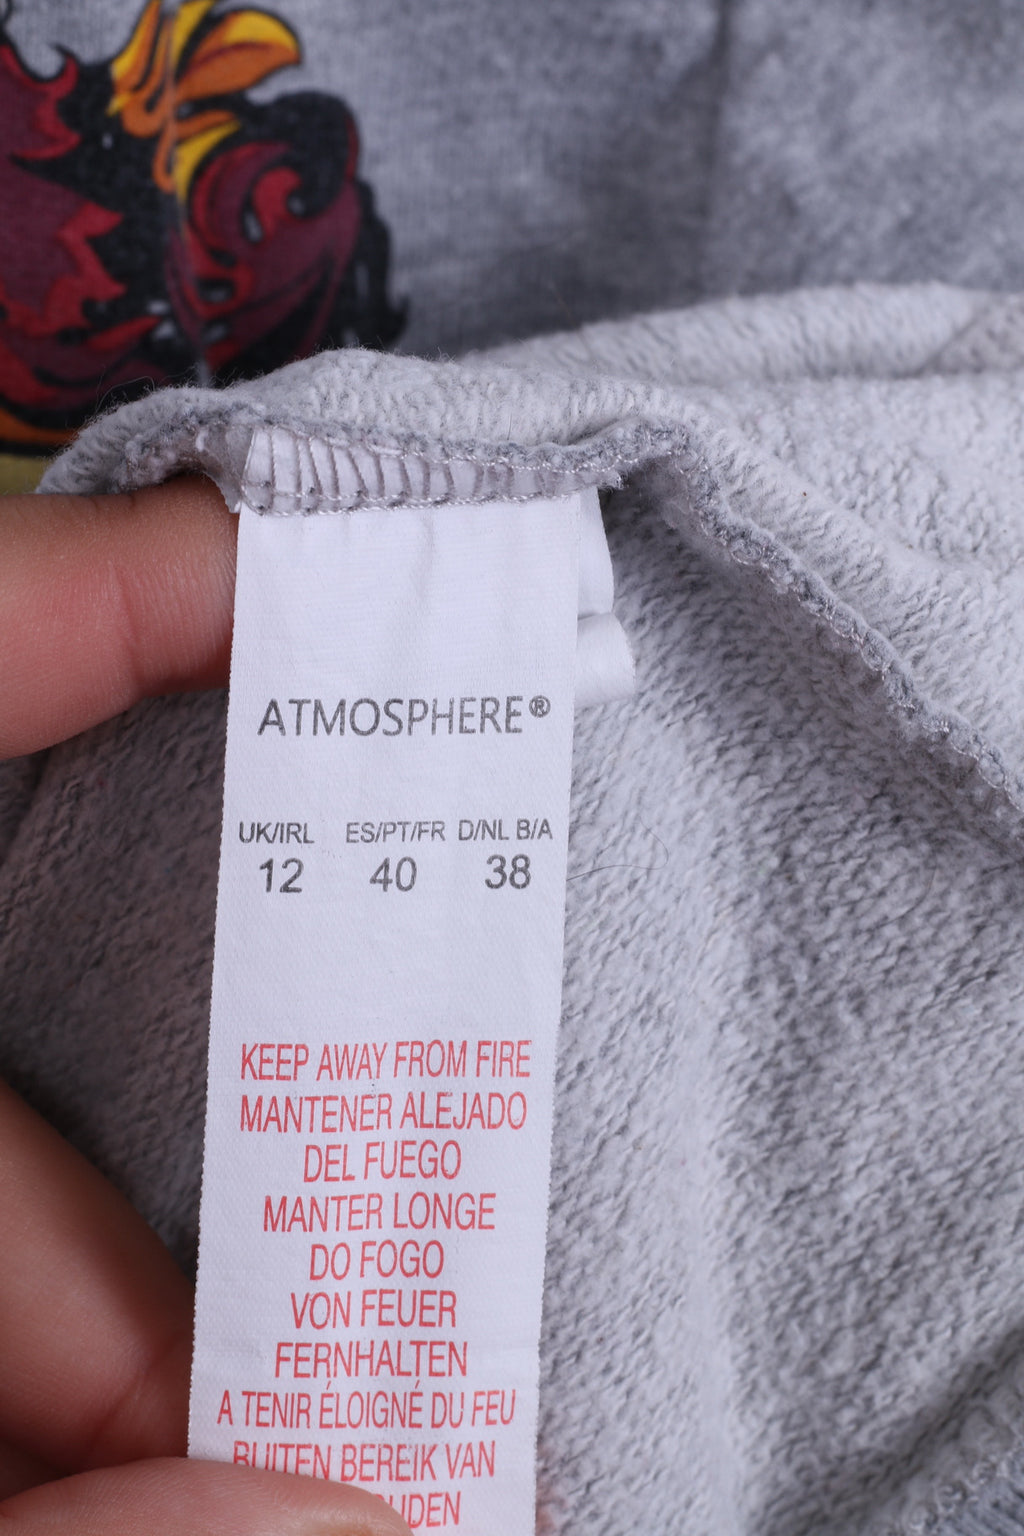 ATMOSPHERE®
UK/IRL ES/PT/FR D/NL B/A
12 40 38
KEEP AWAY FROM FIRE
MANTENER ALEJADO
DEL FUEGO
MANTER LONGE
DO FOGO
VON FEUER
FERNHALTEN
A TENIR ÉLOIGNÉ DU FEU
BUITEN BEREIK VAN